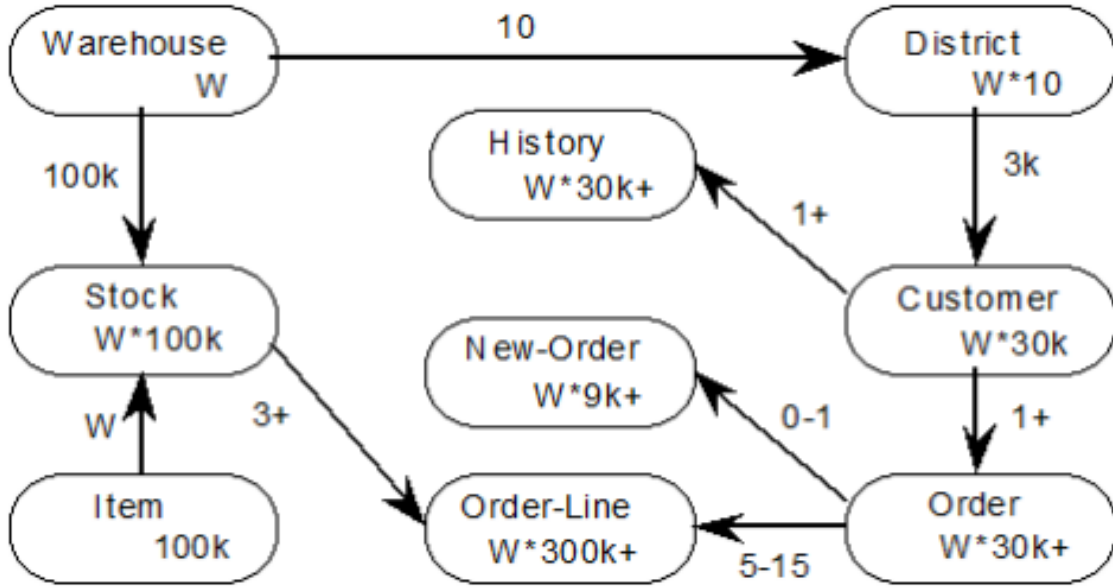 Warehouse
W
10
District
W*10
History
W*30k+
100k
3k
1+
Stock
W*100k
Customer
W*30k
New-Order
W*9k+
W
3+
0-1
1+
Item
100k
Order-Line
W*300k+
5-15
Order
W*30k+